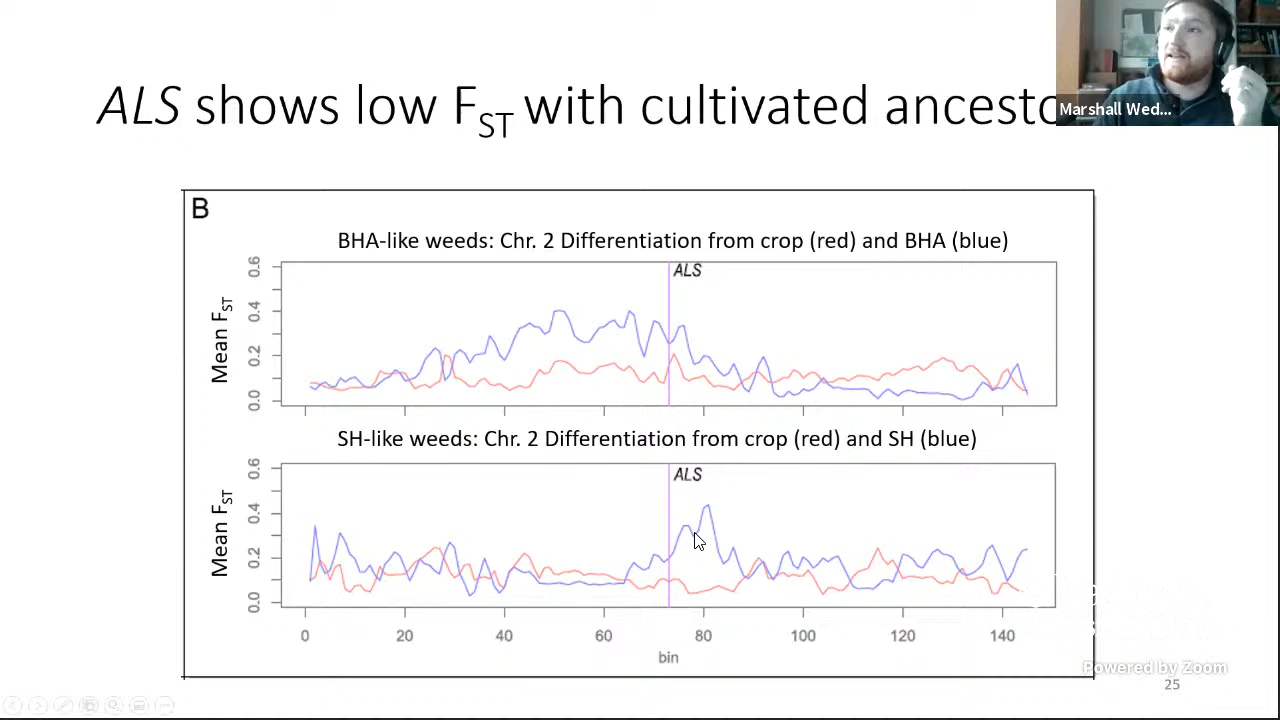 ALS shows low FST with cultivated
Marshall Wed...
B
BHA-like weeds: Chr. 2 Differentiation from crop (red) and BHA (blue)
ALS
Mean FST
0.0 0.2 0.4 0.6
SH-like weeds: Chr. 2 Differentiation from crop (red) and SH (blue)
ALS
Mean FST
0.0 0.2 0.4 0.6
0 20 40 60 80 100 120 140
bin
Powered by Zoom
25